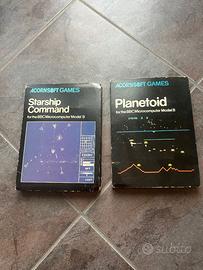 ACORNSOFT GAMES
Starship
Command
for the BBC Microcomputer Model B
ACORNSOFT GAMES
Planetoid
for the BBC Microcomputer Model B
subito